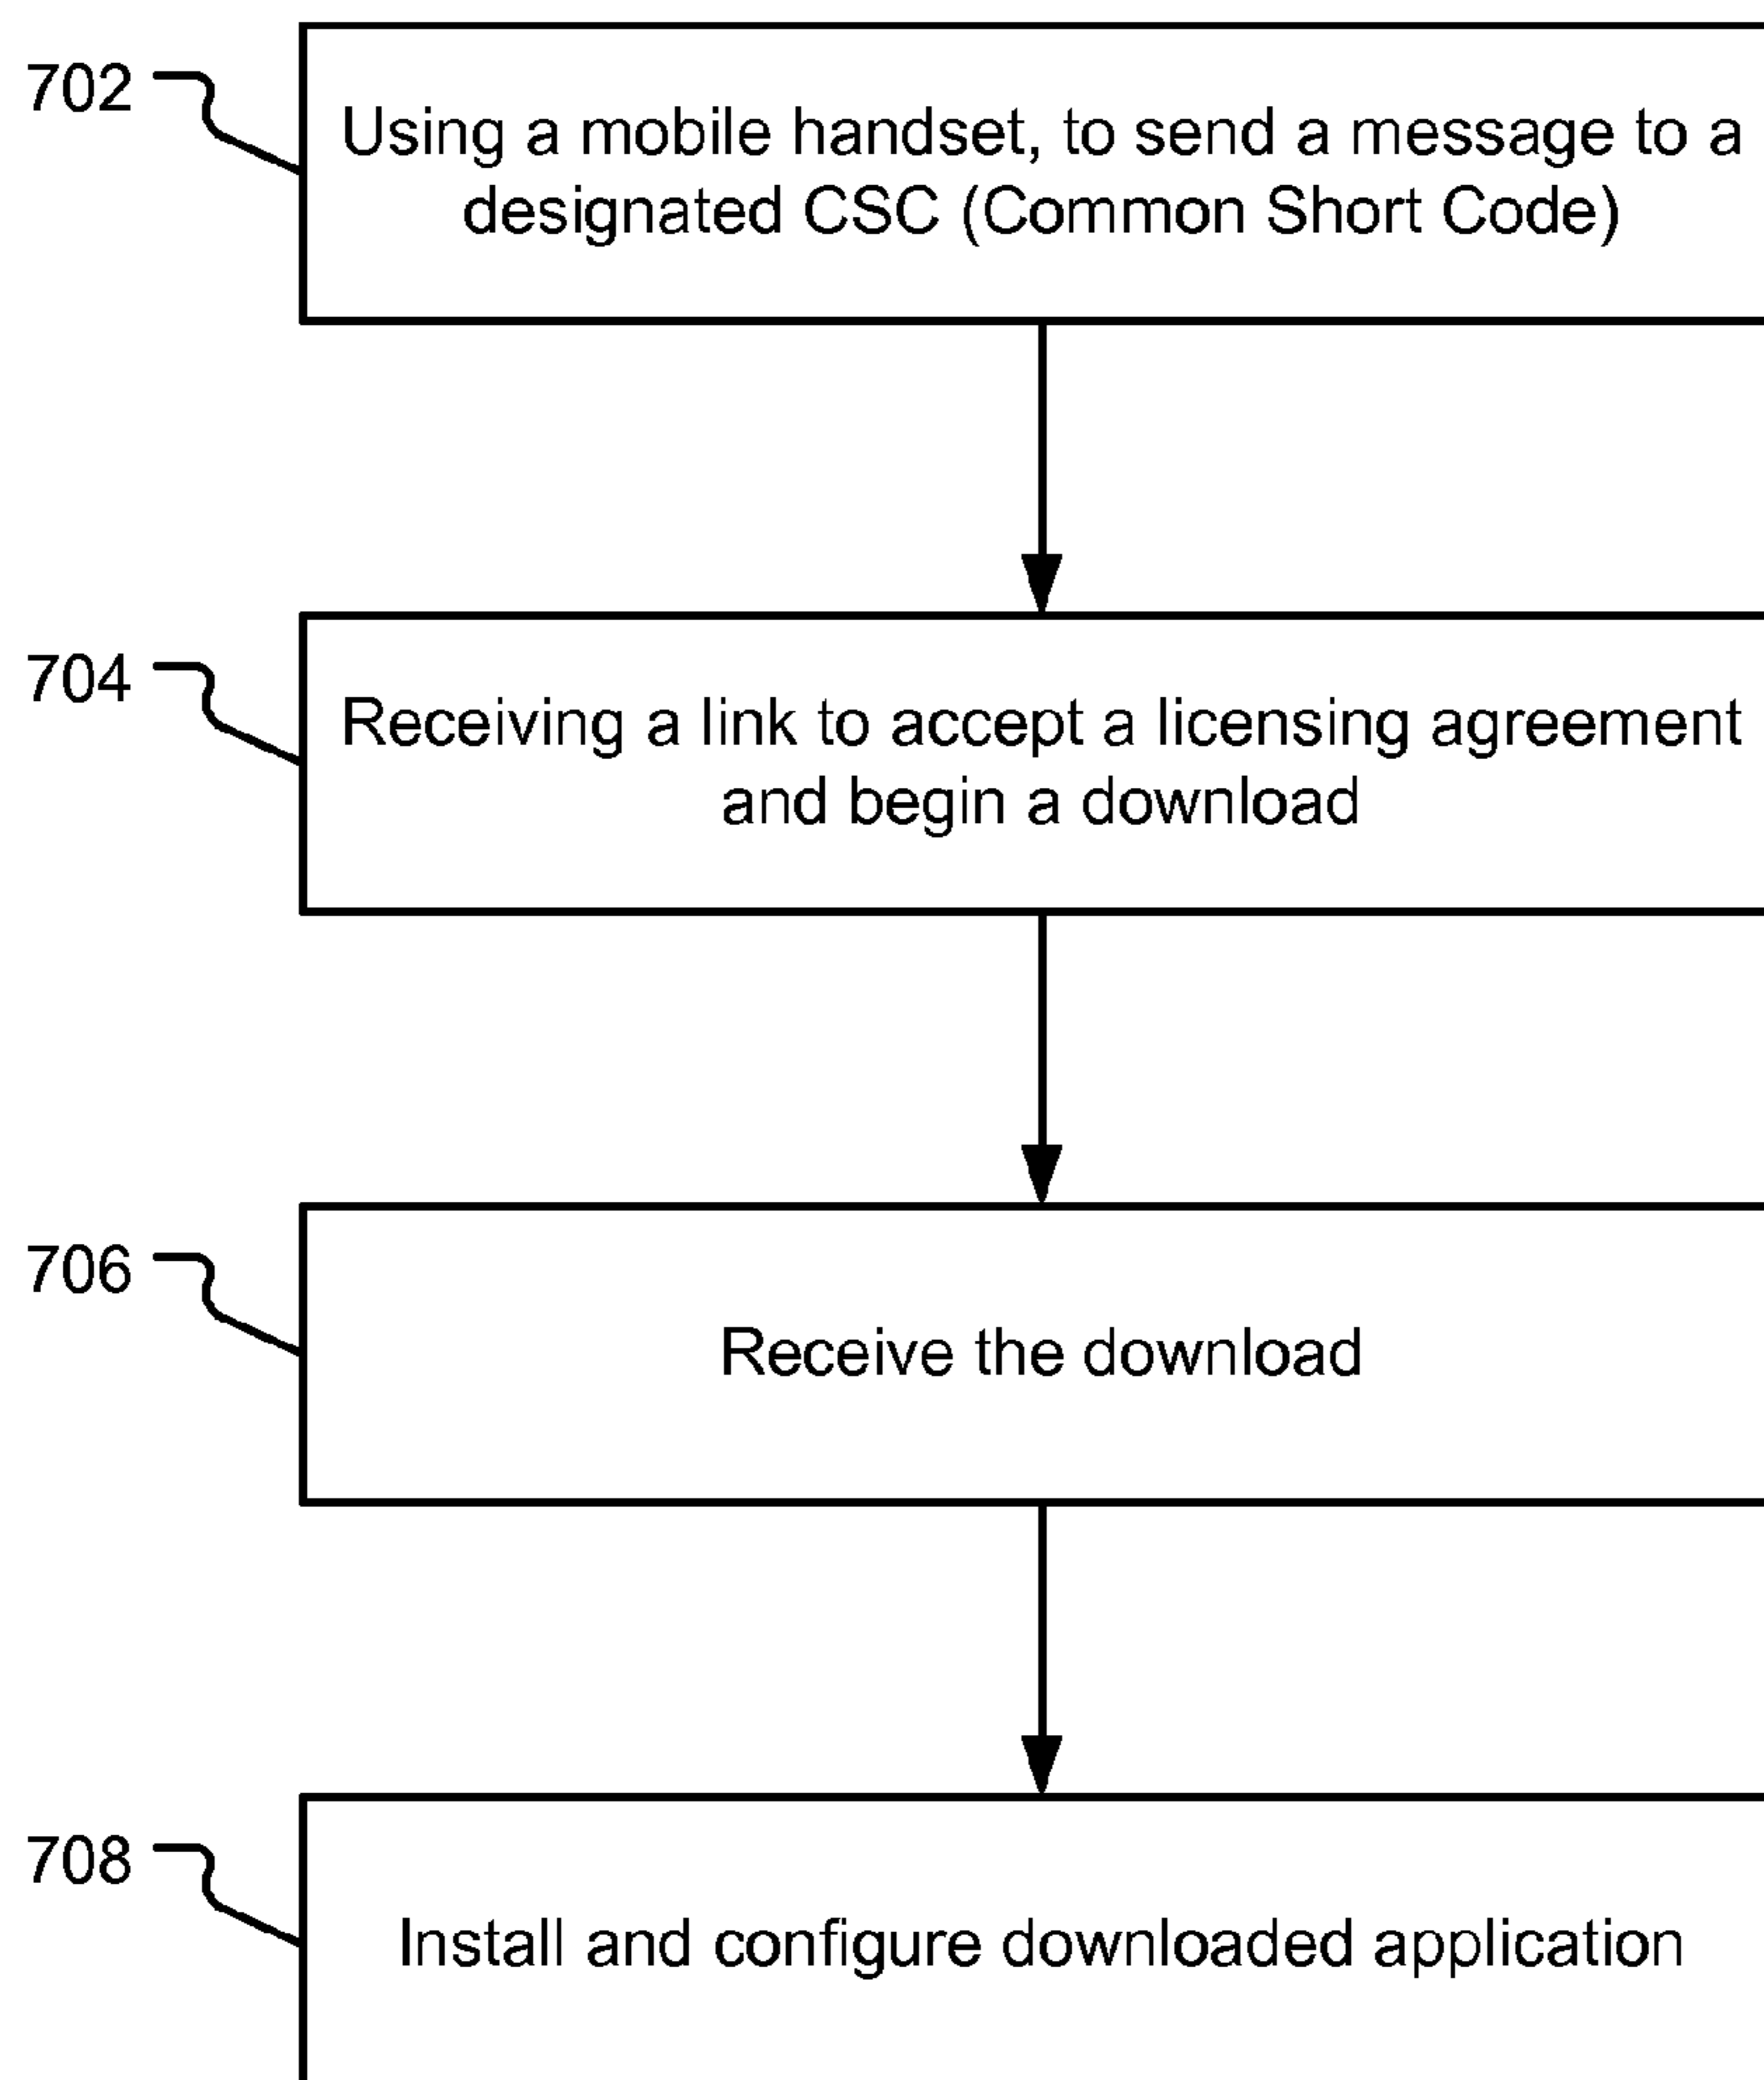 702
Using a mobile handset, to send a message to a
designated CSC (Common Short Code)
704
Receiving a link to accept a licensing agreement
and begin a download
706
Receive the download
708
Install and configure downloaded application